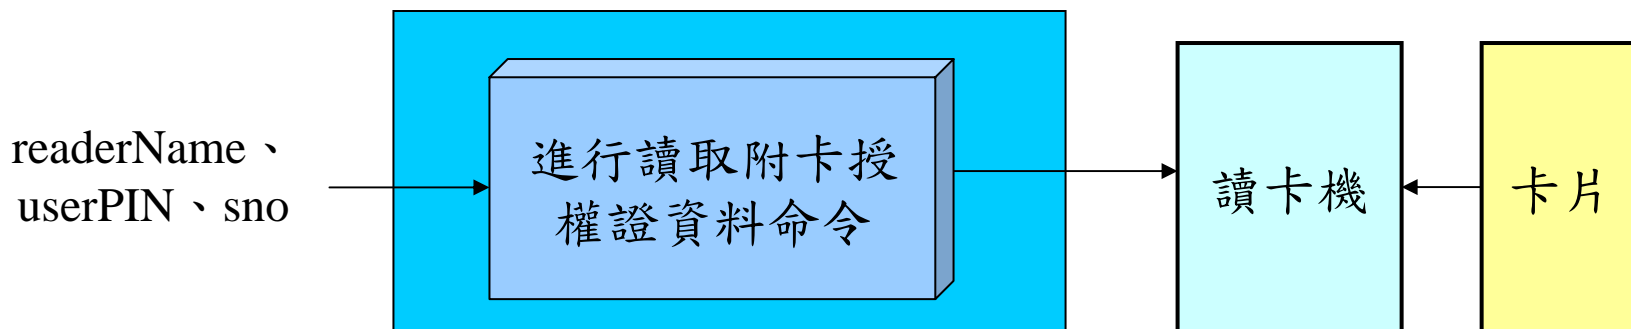 readerName、
userPIN、sno
進行讀取附卡授
權證資料命令
讀卡機
卡片